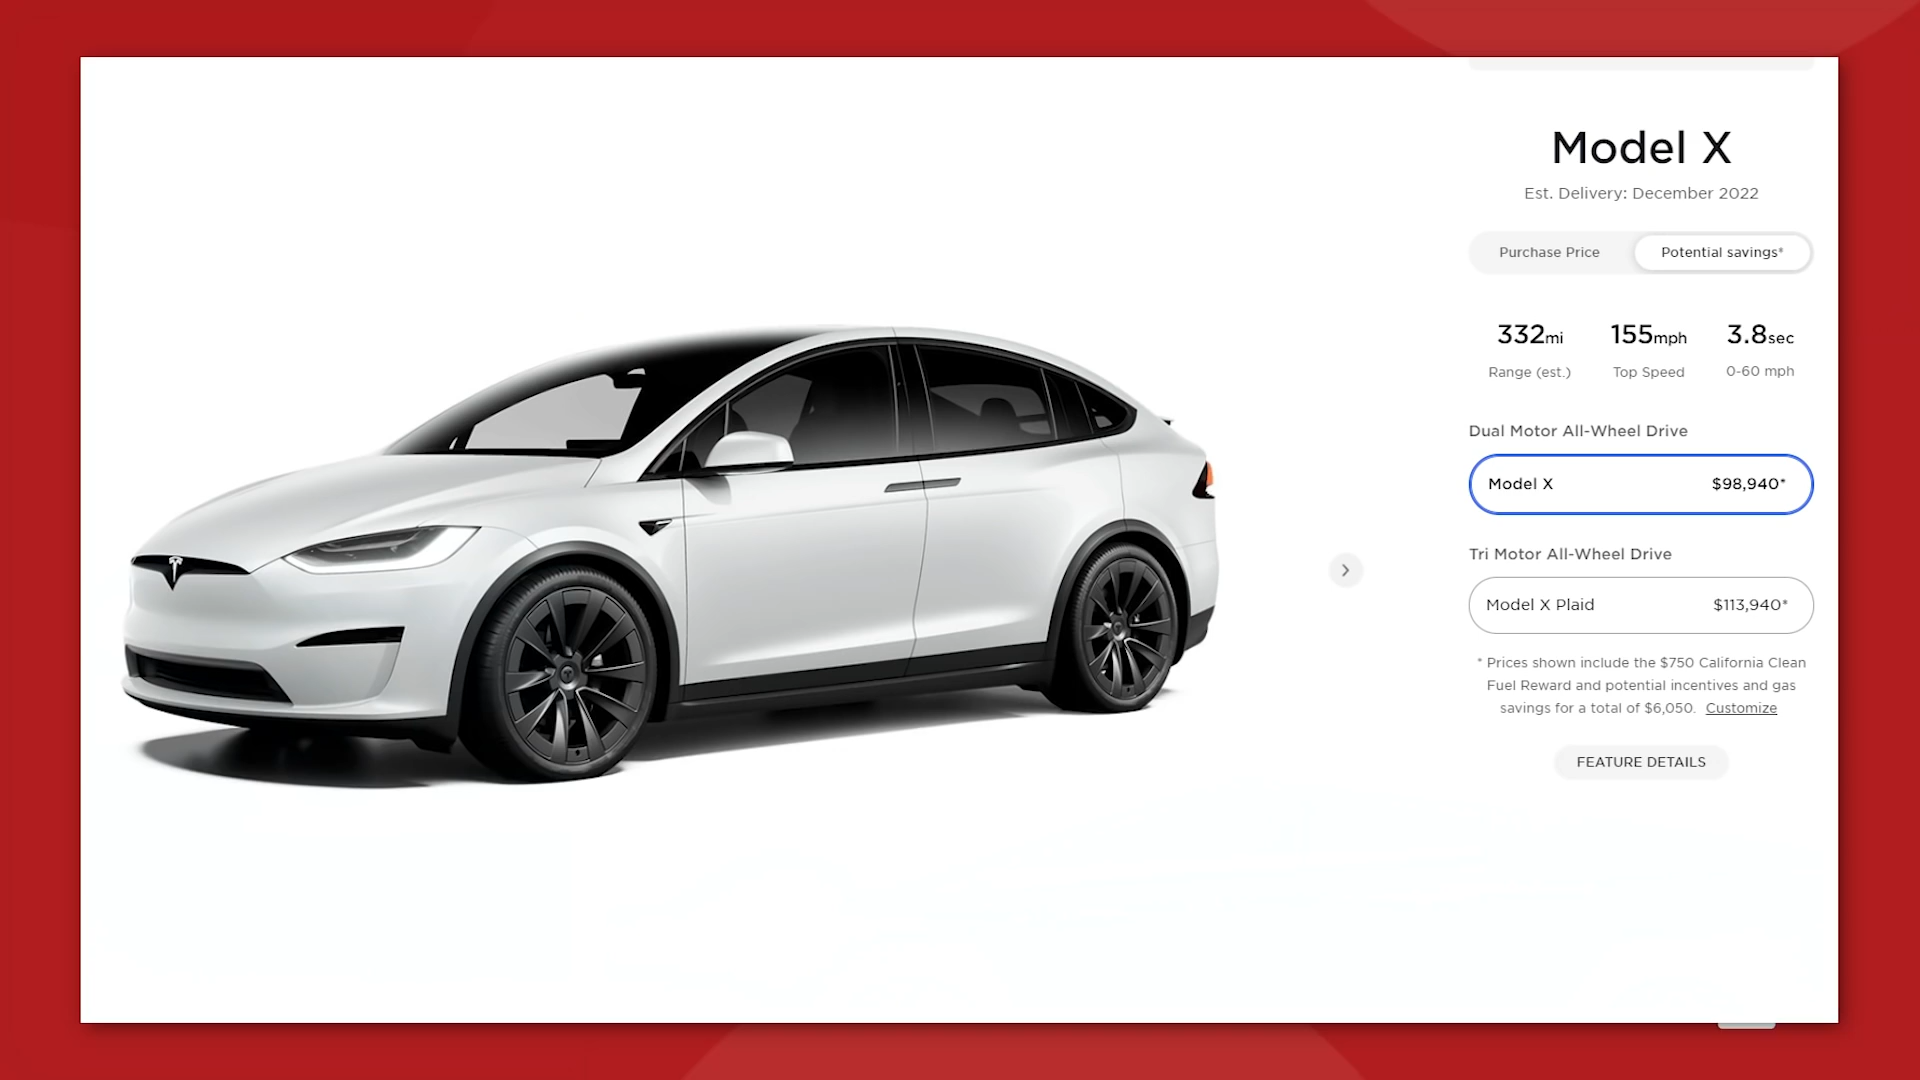 Model X
Est. Delivery: December 2022
Purchase Price
Potential savings*
332mi
155mph
3.8sec
Range (est.)
Top Speed
0-60 mph
Dual Motor All-Wheel Drive
Model X $98,940*
Tri Motor All-Wheel Drive
Model X Plaid $113,940*
* Prices shown include the $750 California Clean
Fuel Reward and potential incentives and gas
savings for a total of $6,050. Customize
FEATURE DETAILS